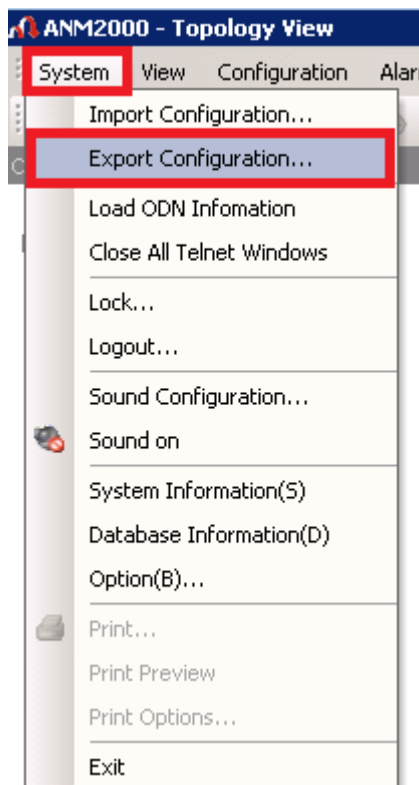 ANM2000 - Topology View
System View Configuration Alar
Import Configuration...
Export Configuration...
Load ODN Infomation
Close All Telnet Windows
Lock...
Logout...
Sound Configuration...
Sound on
System Information(S)
Database Information(D)
Option(B)...
Print...
Print Preview
Print Options...
Exit